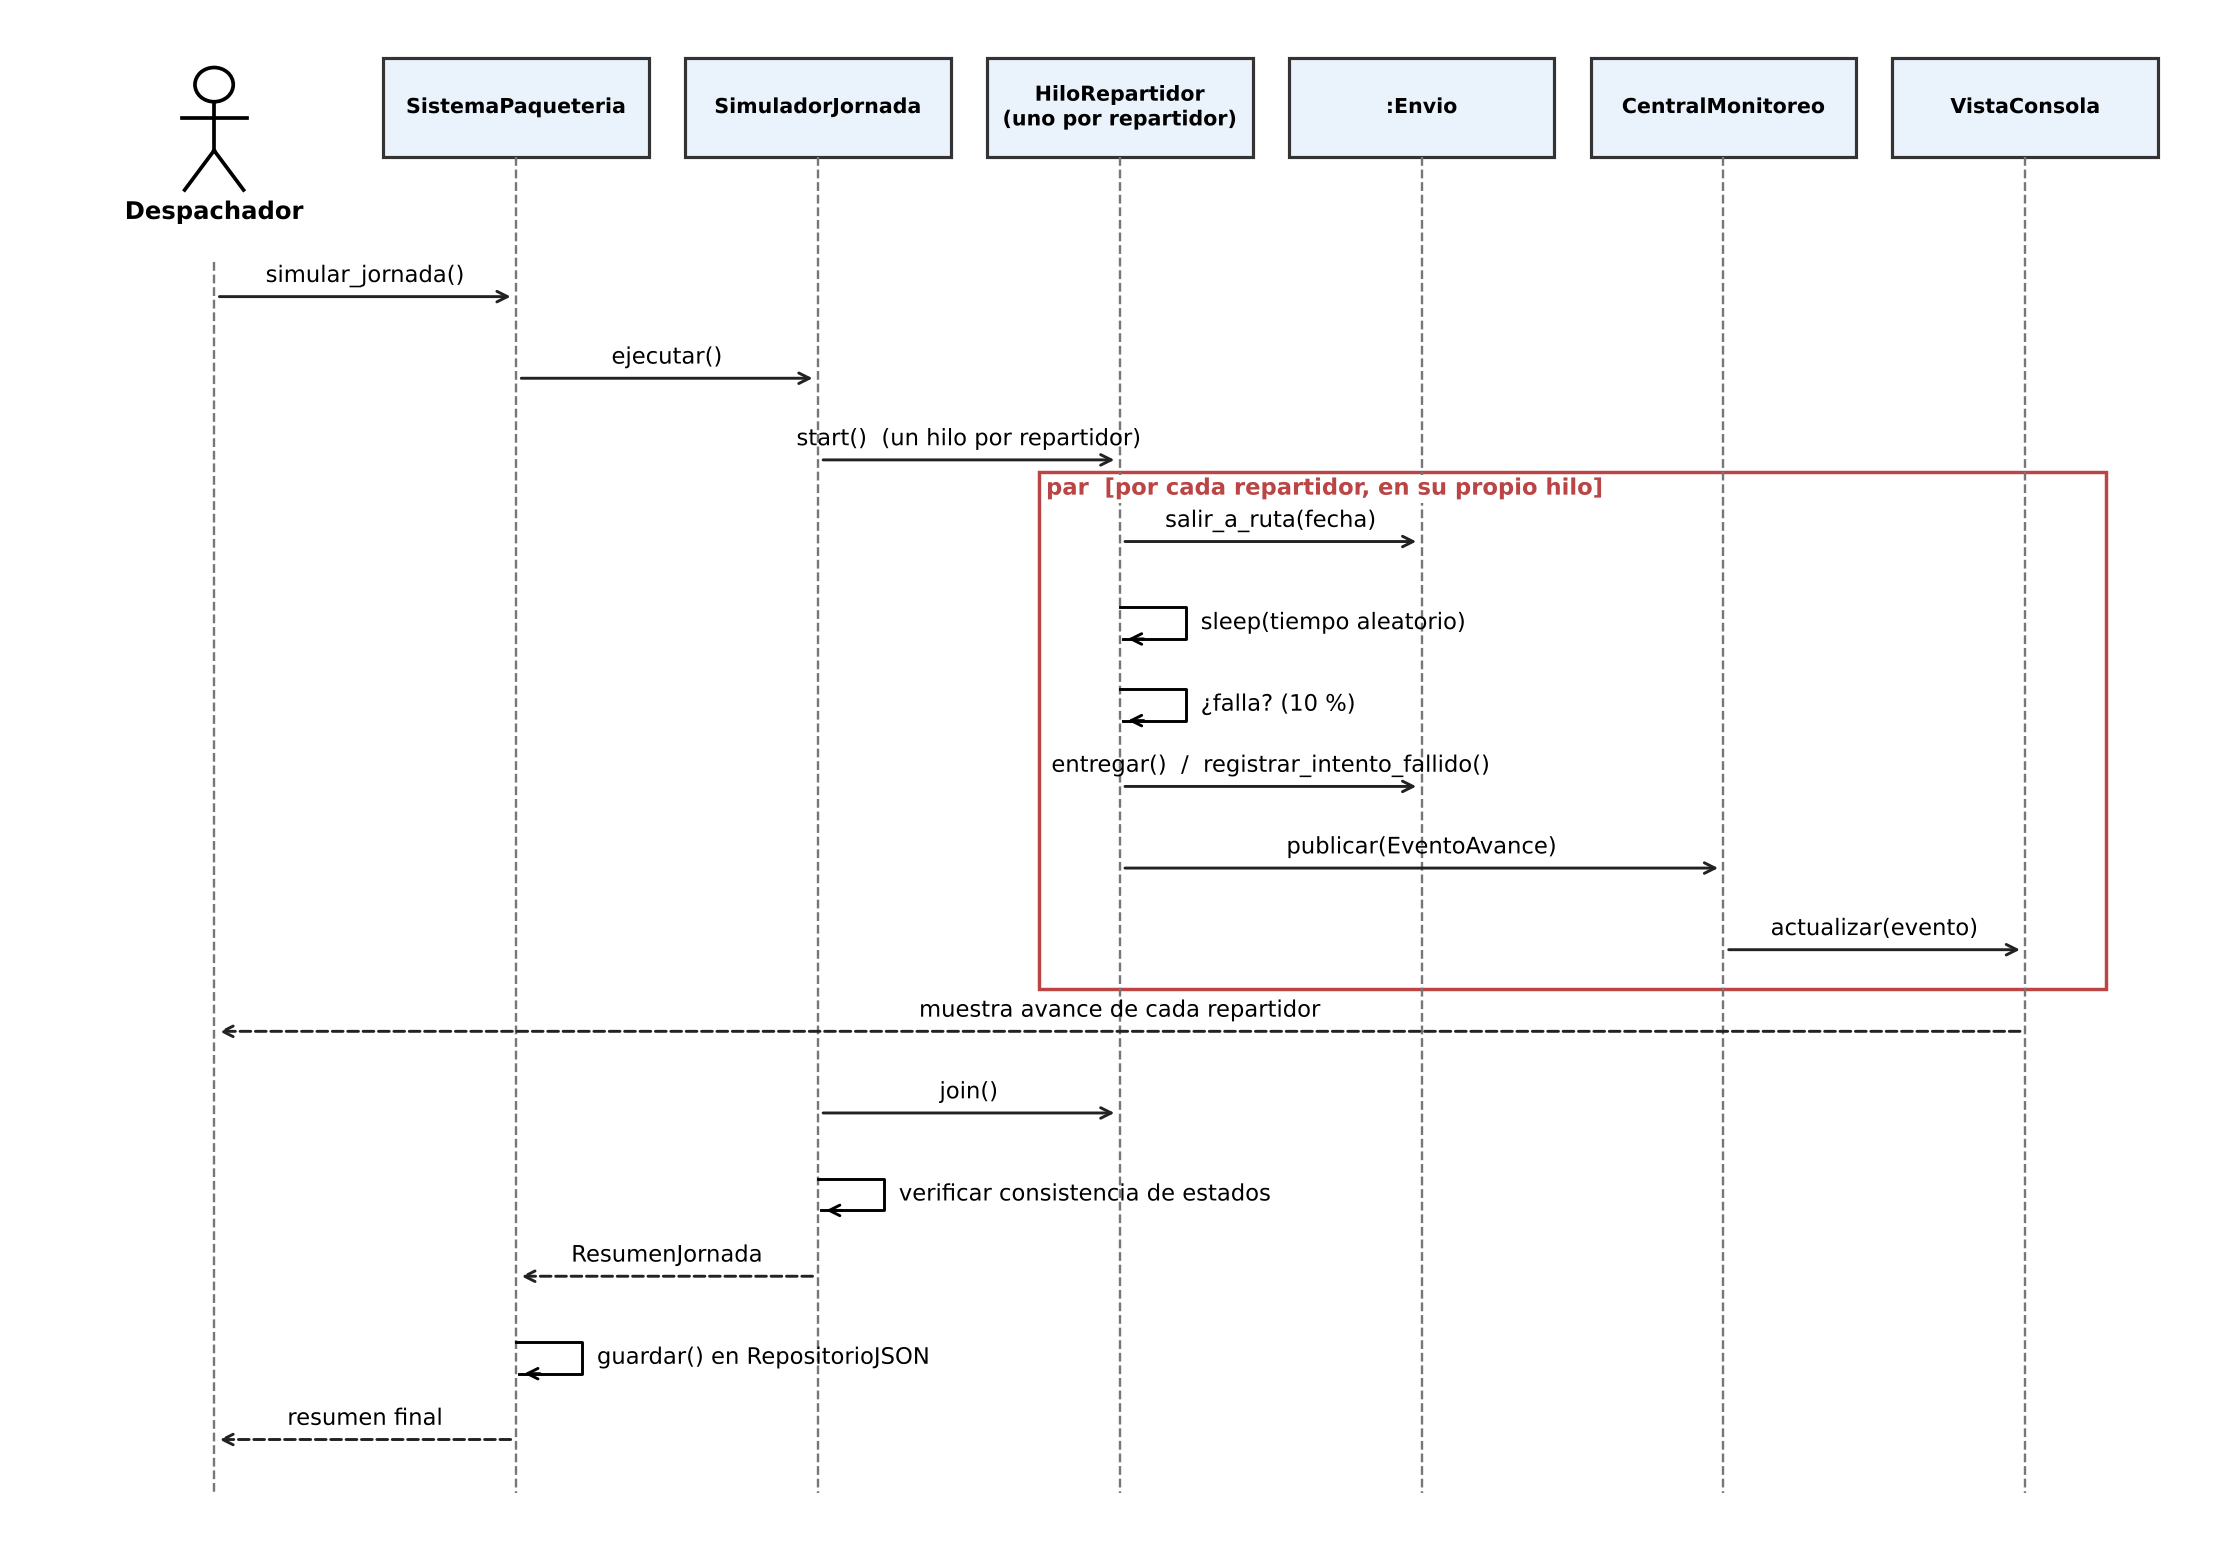 SistemaPaqueteria
SimuladorJornada
HiloRepartidor
(uno por repartidor)
:Envio
CentralMonitoreo
VistaConsola
Despachador
simular_jornada()
ejecutar()
start()  (un hilo por repartidor)
par  [por cada repartidor, en su propio hilo]
salir_a_ruta(fecha)
sleep(tiempo aleatorio)
¿falla? (10 %)
entregar()  /  registrar_intento_fallido()
publicar(EventoAvance)
actualizar(evento)
muestra avance de cada repartidor
join()
verificar consistencia de estados
ResumenJornada
guardar() en RepositorioJSON
resumen final